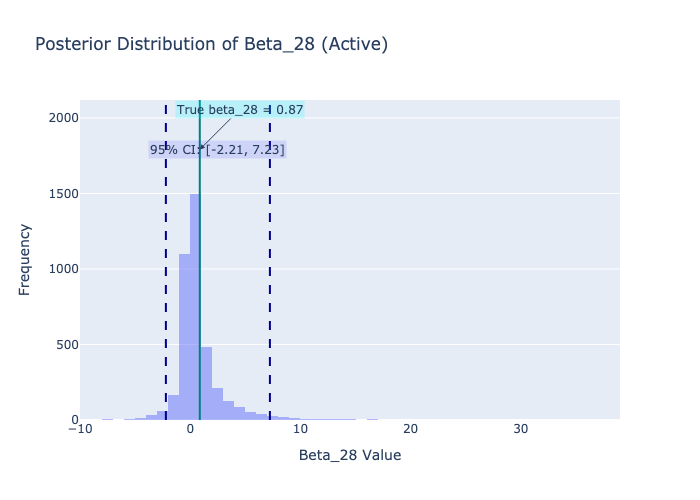 Posterior Distribution of Beta_28 (Active)
True beta_28 = 0.87
95% CI: [-2.21, 7.23]
2000
1500
1000
500
0
Frequency
−10
0
10
20
30
Beta_28 Value